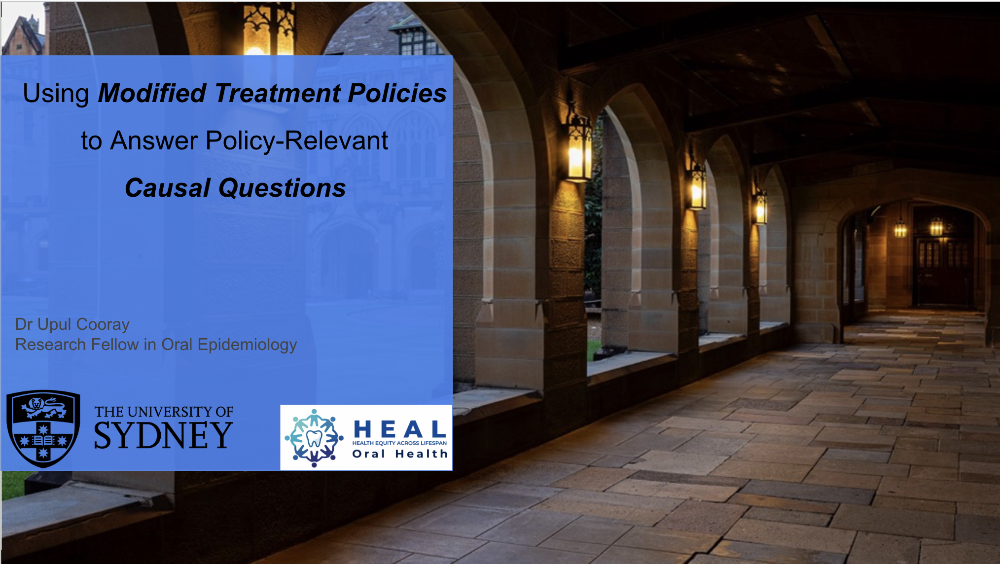 Using Modified Treatment Policies
to Answer Policy-Relevant
Causal Questions
Dr Upul Cooray
Research Fellow in Oral Epidemiology
THE UNIVERSITY OF
SYDNEY
HEAL
HEALTH EQUITY ACROSS LIFESPAN
Oral Health